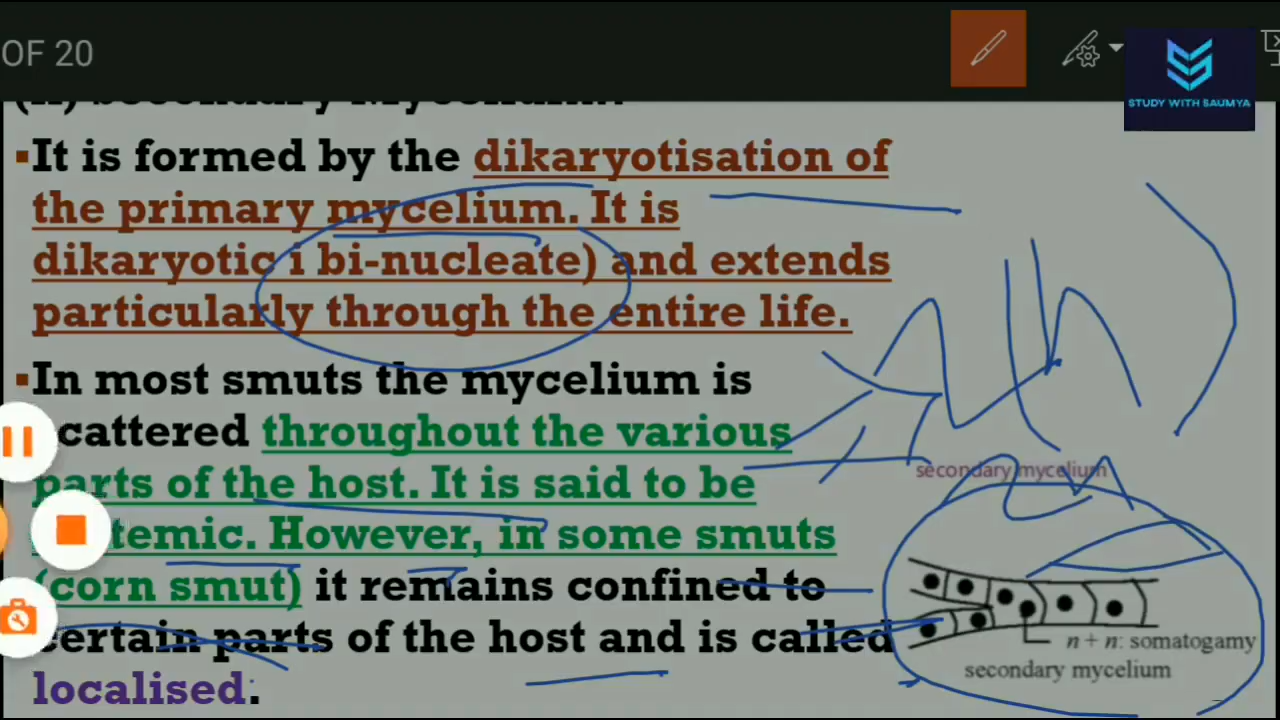 OF 20
STUDY WITH SAUMYA
▪It is formed by the dikaryotisation of
the primary mycelium. It is
dikaryotic i bi-nucleate) and extends
particularly through the entire life.
▪In most smuts the mycelium is
cattered throughout the various
parts of the host. It is said to be
temic. However, in some smuts
(corn smut) it remains confined to
certain parts of the host and is called
localised.
secondary mycelium
n + n: somatogamy
secondary mycelium